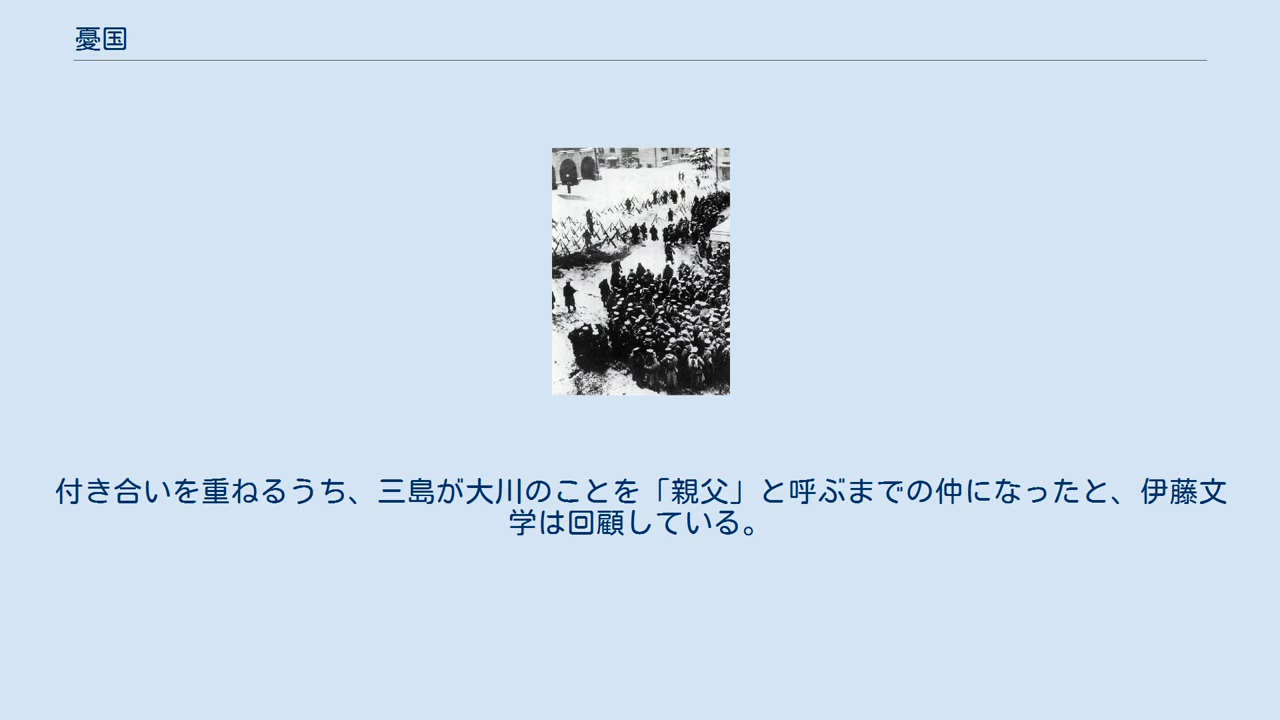 憂国
付き合いを重ねるうち、三島が大川のことを「親父」と呼ぶまでの仲になったと、伊藤文
学は回顧している。